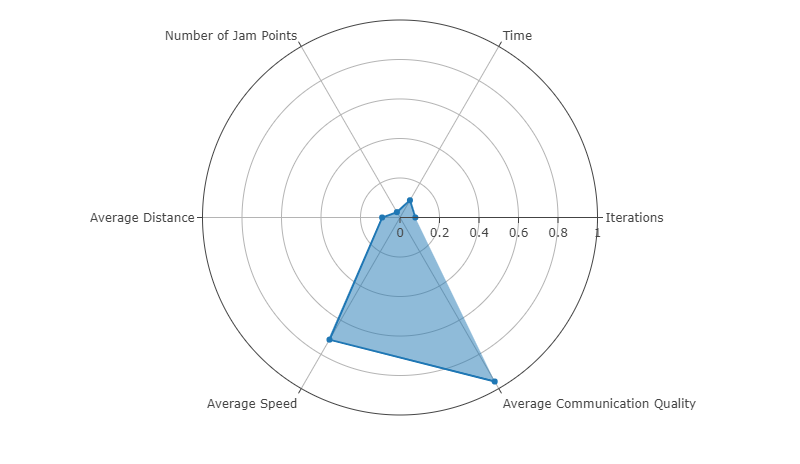 Number of Jam Points
Time
Average Distance
Iterations
0
0.2
0.4
0.6
0.8
1
Average Speed
Average Communication Quality